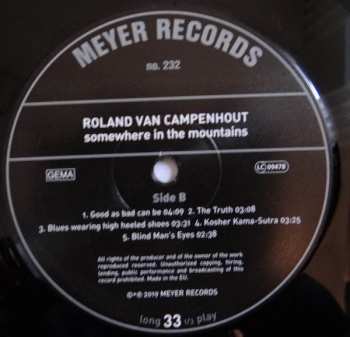 MEYER RECORDS
no. 232
ROLAND VAN CAMPENHOUT
somewhere in the mountains
GEMA
LC 09478
Side B
1. Good as bad can be 04:09 2. The Truth 03:08
3. Blues wearing high heeled shoes 03:31 4. Kosher Kama-Sutra 03:25
5. Blind Man's Eyes 02:38
All rights of the producer and of the owner of the work
reproduced reserved. Unauthorized copying, hiring,
lending, public performance and broadcasting of this
record prohibited. Made in the EU.
©+℗ 2019 MEYER RECORDS
long 33 1/3 play